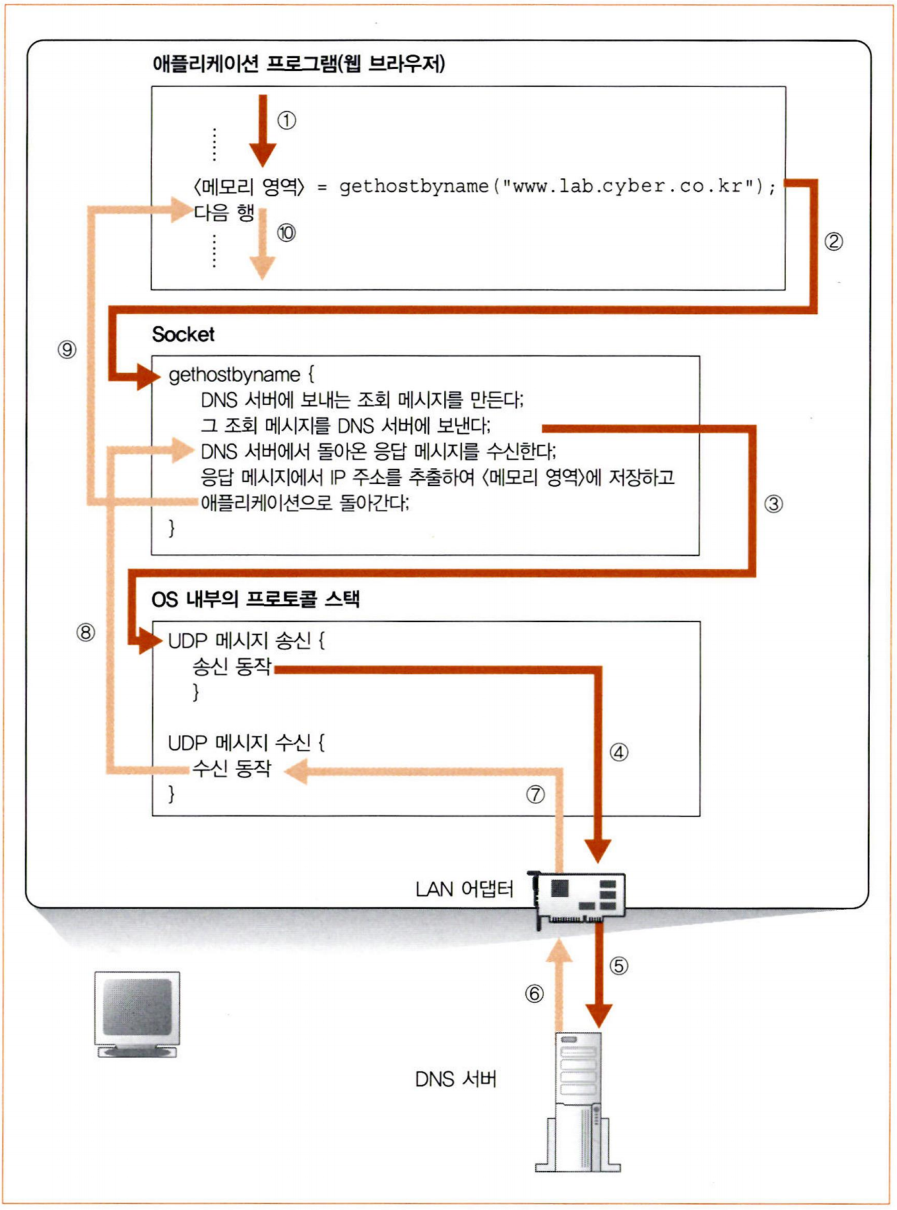 애플리케이션 프로그램(웹 브라우저)
①
〈메모리 영역〉 = gethostbyname("www.lab.cyber.co.kr");
다음 행
⑩
②
Socket
⑨
gethostbyname {
DNS 서버에 보내는 조회 메시지를 만든다;
그 조회 메시지를 DNS 서버에 보낸다;
DNS 서버에서 돌아온 응답 메시지를 수신한다;
응답 메시지에서 IP 주소를 추출하여 〈메모리 영역〉에 저장하고
애플리케이션으로 돌아간다;
③
}
OS 내부의 프로토콜 스택
⑧
UDP 메시지 송신 {
송신 동작
}
UDP 메시지 수신 {
④
수신 동작
⑦
}
LAN 어댑터
⑤
⑥
DNS 서버